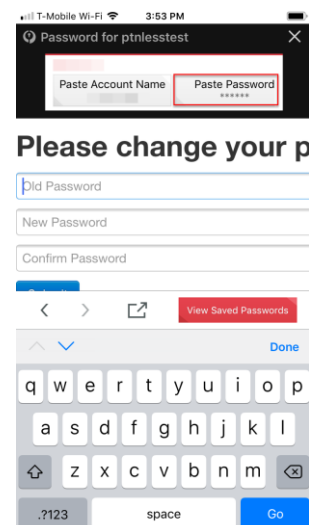 T-Mobile Wi-Fi 3:53 PM
Password for ptnlesstest
Paste Account Name Paste Password
******
Please change your p
Old Password
New Password
Confirm Password
View Saved Passwords
Done
q w e r t y u i o p
a s d f g h j k l
z x c v b n m
.?123 space Go